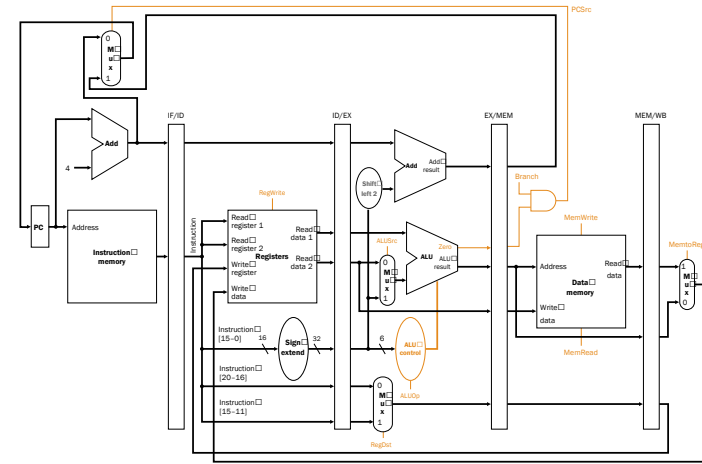 PCSrc
0
M
u
x
1
IF/ID
ID/EX
EX/MEM
MEM/WB
Add
4
Add
Add
result
Shift
left 2
Branch
RegWrite
PC
Address
Instruction
memory
Instruction
Read
register 1
Read
register 2
Write
register
Write
data
Registers
Read
data 1
Read
data 2
ALUSrc
0
M
u
x
1
Zero
ALU
ALU
result
MemWrite
Address
Write
data
Data
memory
Read
data
MemRead
MemtoReg
1
M
u
x
0
Instruction
[15–0]
16
Sign
extend
32
6
ALU
control
ALUOp
Instruction
[20–16]
Instruction
[15–11]
0
M
u
x
1
RegDst